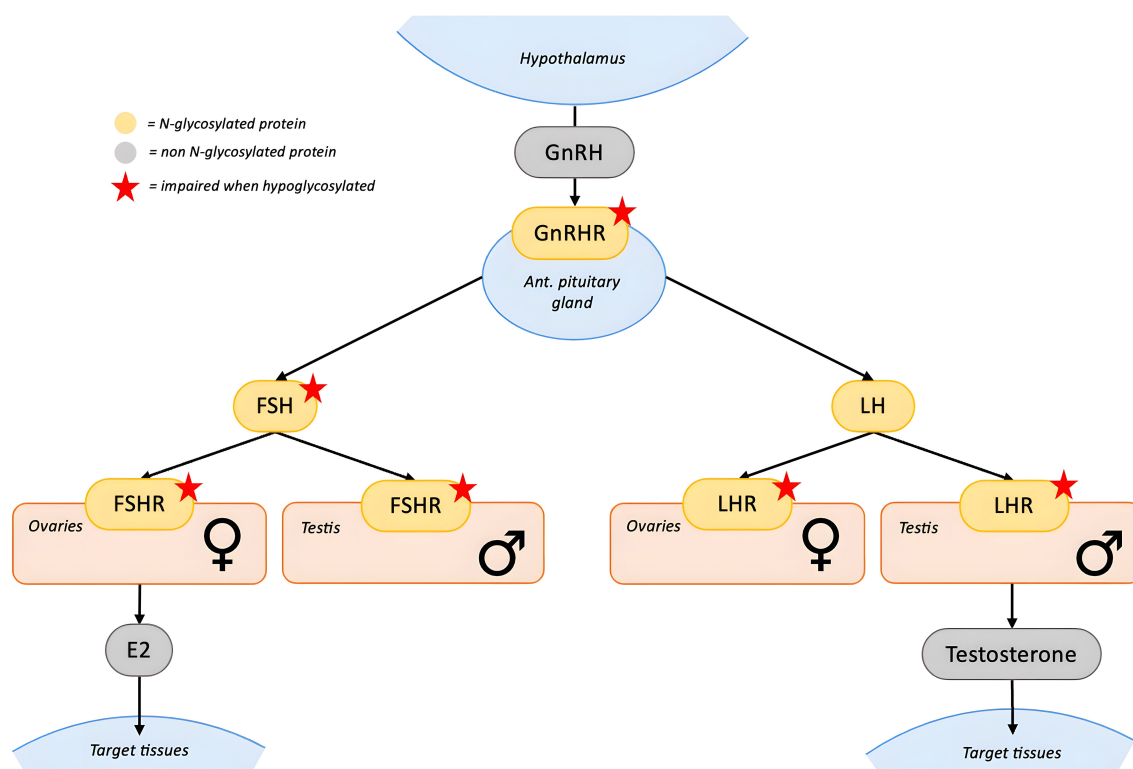 Hypothalamus
= N-glycosylated protein
= non N-glycosylated protein
= impaired when hypoglycosylated
GnRH
GnRHR
Ant. pituitary
gland
FSH
LH
FSHR
FSHR
LHR
LHR
Ovaries
Testis
Ovaries
Testis
E2
Testosterone
Target tissues
Target tissues